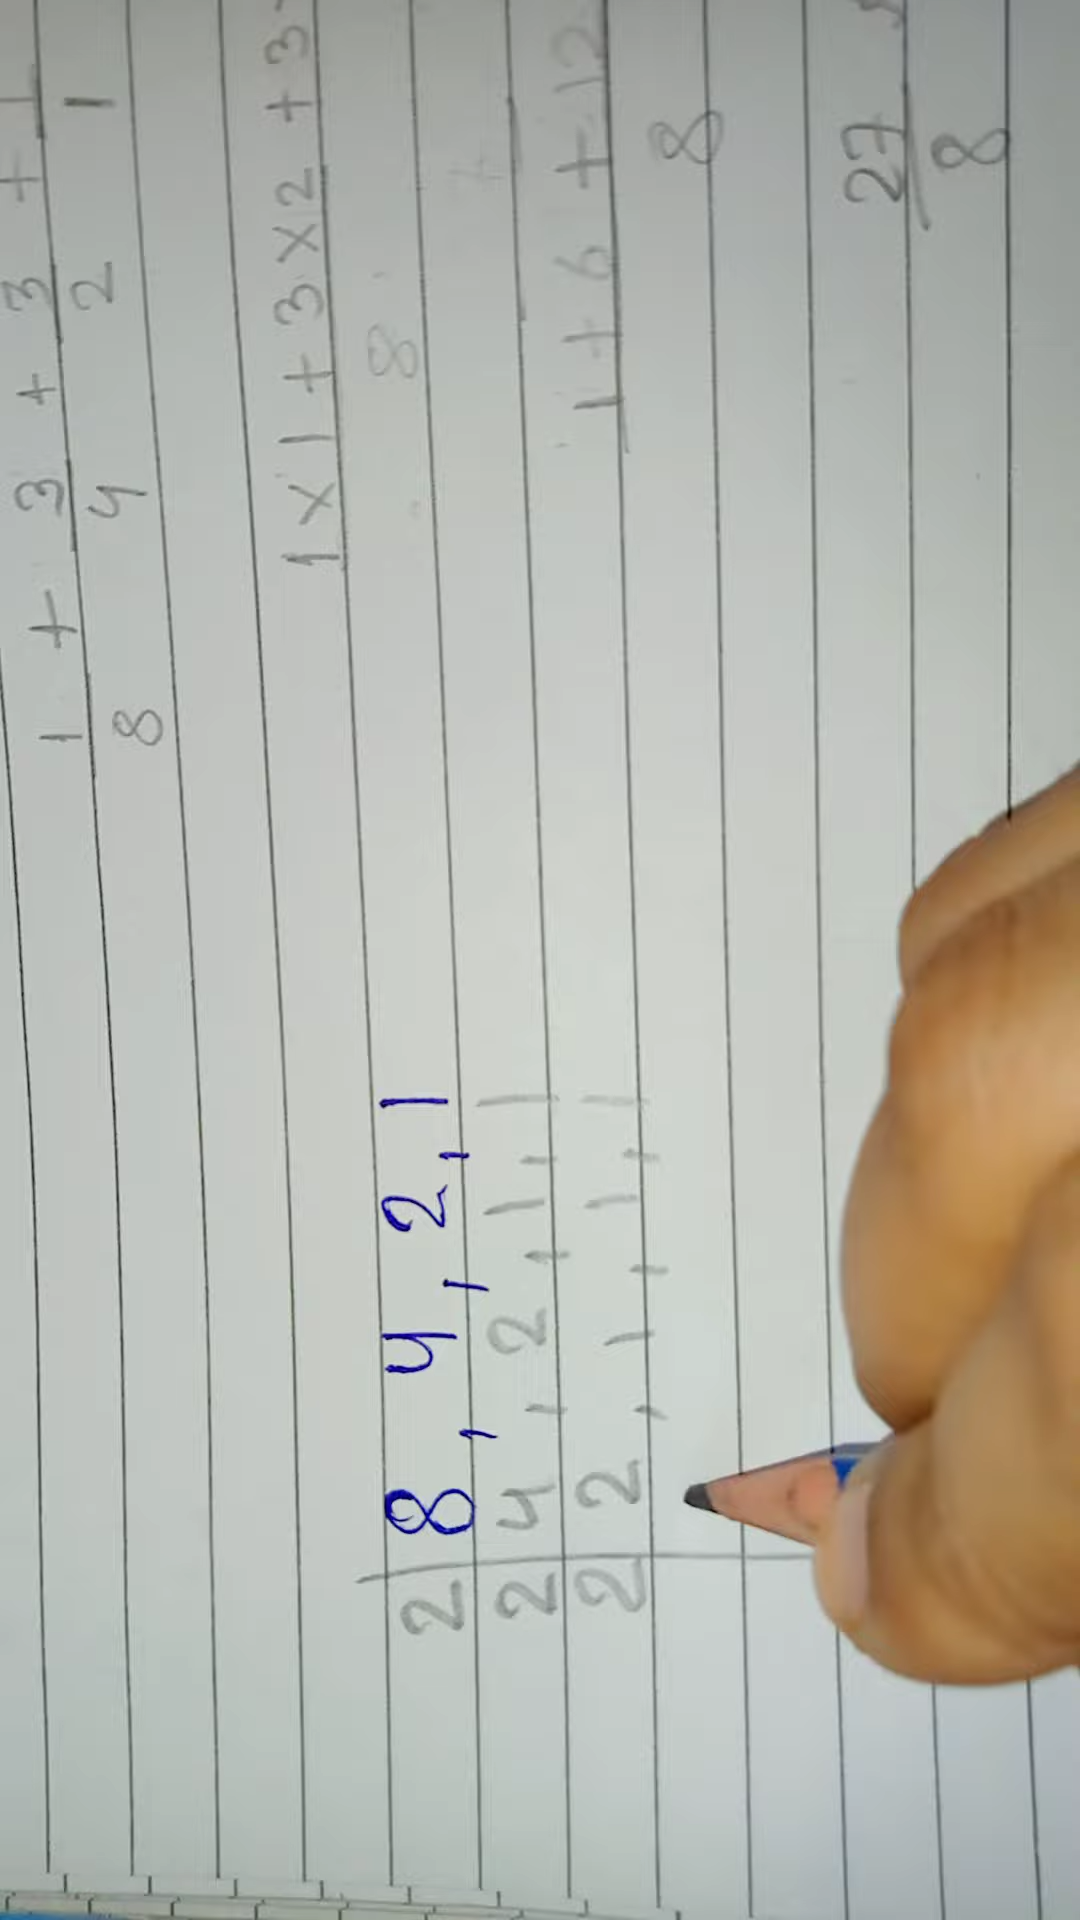 1 + 3 + 3 + 1
8 4 2 1
1 × 1 + 3 × 2 + 3
8
1 + 6 + 12
8
27
8
2 | 8, 4, 2, 1
2 | 4, 2, 1, 1
2 | 2, 1, 1, 1